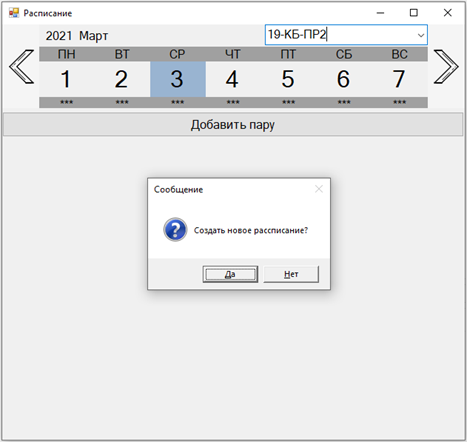 Расписание
2021 Март 19-КБ-ПР2
ПН ВТ СР ЧТ ПТ СБ ВС
1 2 3 4 5 6 7
*** *** *** *** *** *** ***
Добавить пару
Сообщение
Создать новое рассписание?
Да Нет